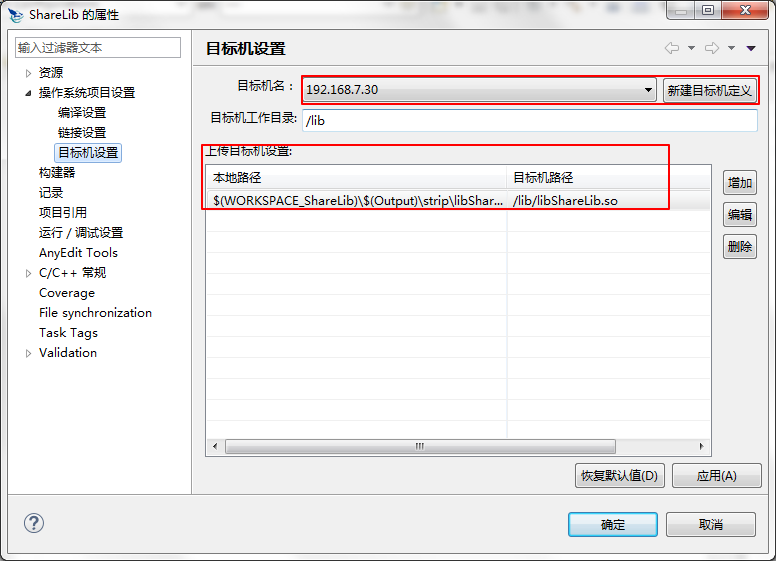 ShareLib 的属性
输入过滤器文本
资源
操作系统项目设置
编译设置
链接设置
目标机设置
构建器
记录
项目引用
运行 / 调试设置
AnyEdit Tools
C/C++ 常规
Coverage
File synchronization
Task Tags
Validation
目标机设置
目标机名： 192.168.7.30 新建目标机定义
目标机工作目录: /lib
上传目标机设置:
本地路径 目标机路径
$(WORKSPACE_ShareLib)\$(Output)\strip\libShar... /lib/libShareLib.so
增加
编辑
删除
恢复默认值(D) 应用(A)
确定 取消